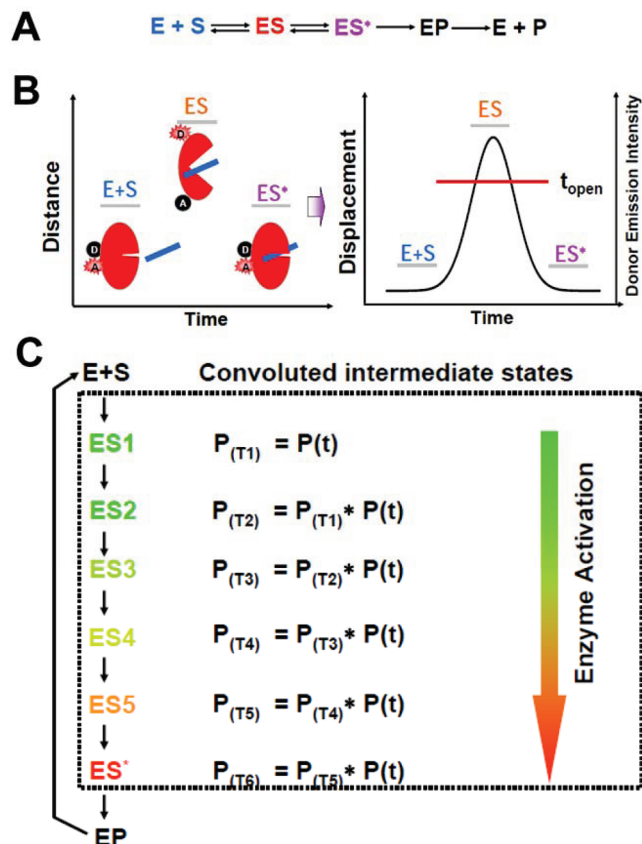 A
E + S ⇌ ES ⇌ ES* → EP → E + P
B
Distance
E+S
ES
D
A
D
A
ES*
D
A
Time
Displacement
E+S
ES
t_open
ES*
Donor Emission Intensity
Time
C
E+S Convoluted intermediate states
ES1 P(T1) = P(t)
ES2 P(T2) = P(T1)* P(t)
ES3 P(T3) = P(T2)* P(t)
ES4 P(T4) = P(T3)* P(t)
ES5 P(T5) = P(T4)* P(t)
ES* P(T6) = P(T5)* P(t)
EP
Enzyme Activation